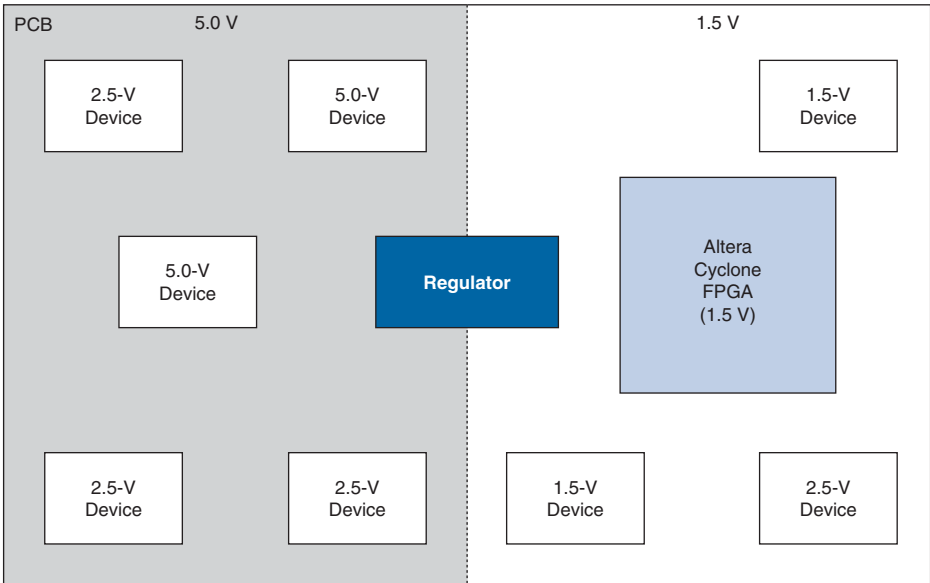 PCB
5.0 V
1.5 V
2.5-V
Device
5.0-V
Device
1.5-V
Device
5.0-V
Device
Regulator
Altera
Cyclone
FPGA
(1.5 V)
2.5-V
Device
2.5-V
Device
1.5-V
Device
2.5-V
Device